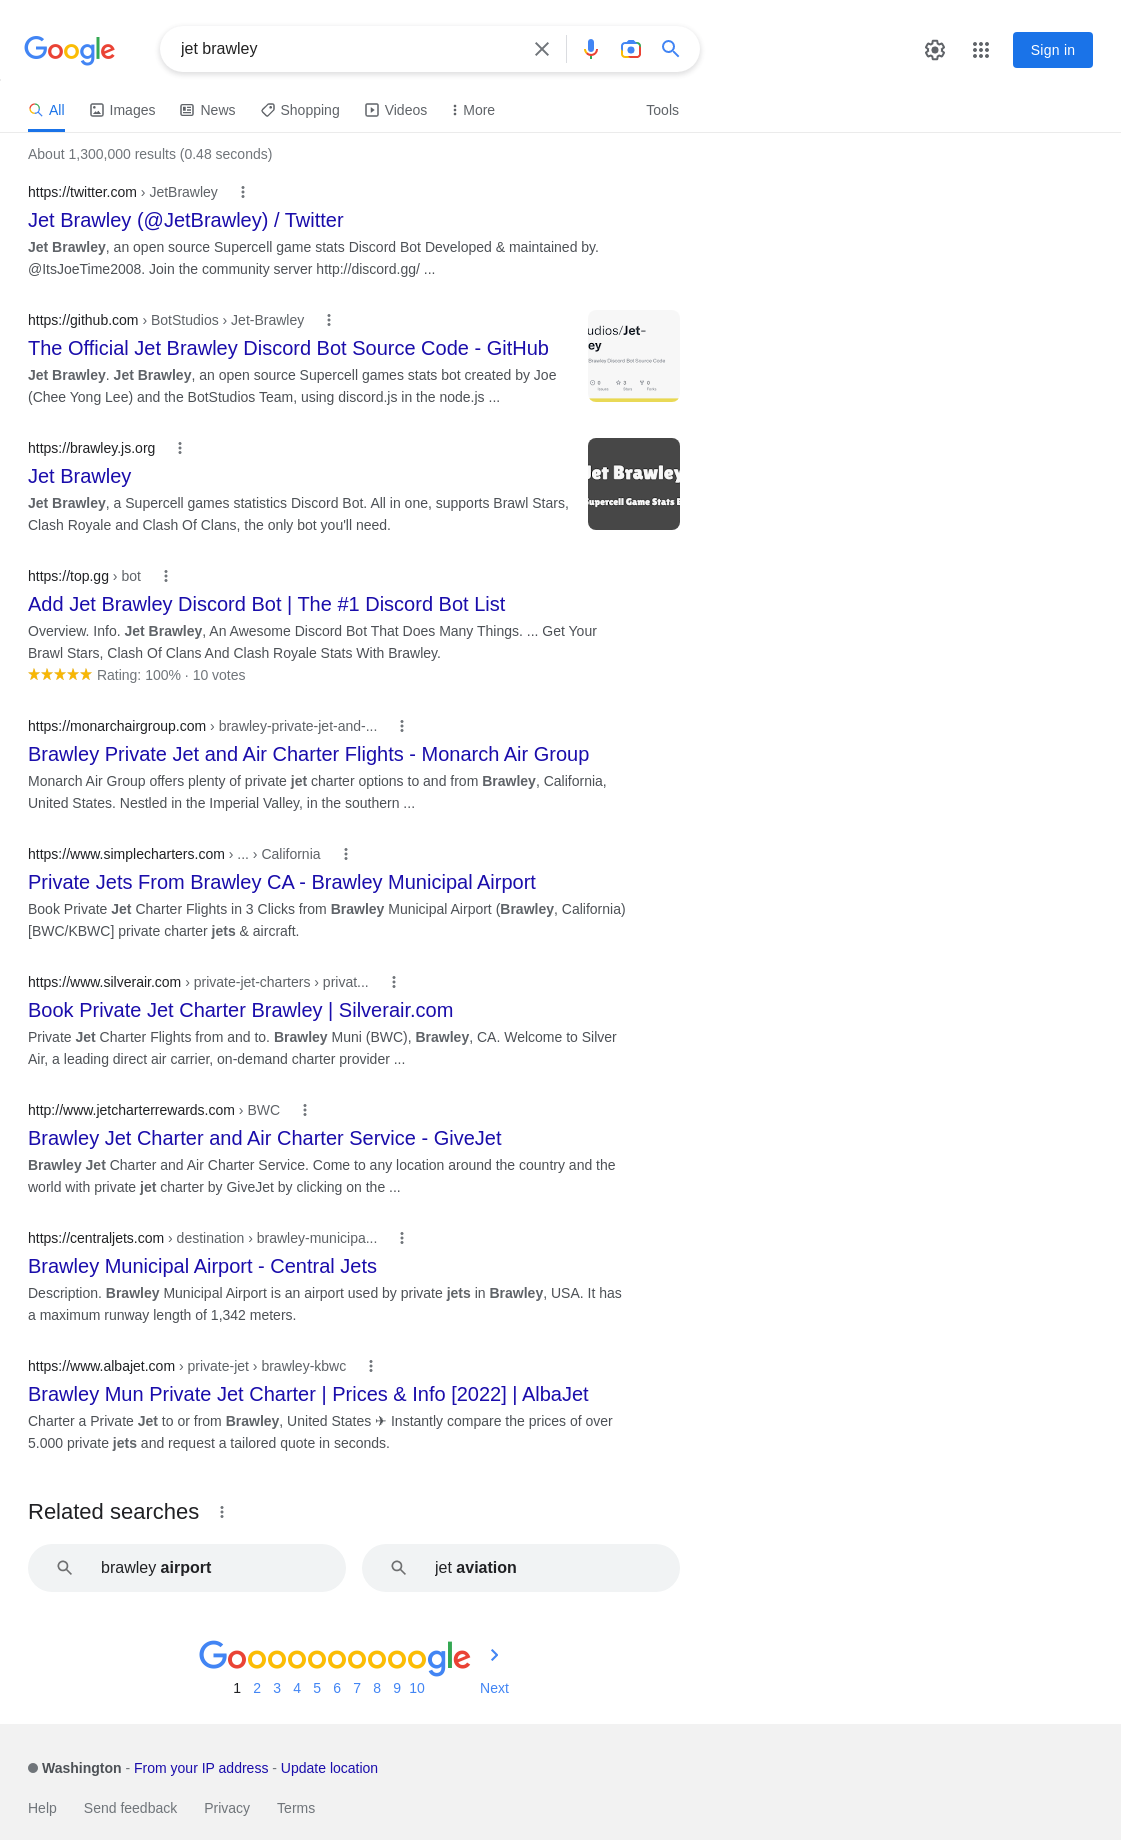 Google
jet brawley
Sign in
All
Images
News
Shopping
Videos
More
Tools
About 1,300,000 results (0.48 seconds)
https://twitter.com › JetBrawley
Jet Brawley (@JetBrawley) / Twitter
Jet Brawley, an open source Supercell game stats Discord Bot Developed & maintained by.
@ItsJoeTime2008. Join the community server http://discord.gg/ ...
https://github.com › BotStudios › Jet-Brawley
The Official Jet Brawley Discord Bot Source Code - GitHub
Jet Brawley. Jet Brawley, an open source Supercell games stats bot created by Joe
(Chee Yong Lee) and the BotStudios Team, using discord.js in the node.js ...
udios/Jet-
ey
Brawley Discord Bot Source Code
0
3
0
Issues
Stars
Forks
https://brawley.js.org
Jet Brawley
Jet Brawley, a Supercell games statistics Discord Bot. All in one, supports Brawl Stars,
Clash Royale and Clash Of Clans, the only bot you'll need.
Jet Brawley
Supercell Game Stats B
https://top.gg › bot
Add Jet Brawley Discord Bot | The #1 Discord Bot List
Overview. Info. Jet Brawley, An Awesome Discord Bot That Does Many Things. ... Get Your
Brawl Stars, Clash Of Clans And Clash Royale Stats With Brawley.
Rating: 100% · 10 votes
https://monarchairgroup.com › brawley-private-jet-and-...
Brawley Private Jet and Air Charter Flights - Monarch Air Group
Monarch Air Group offers plenty of private jet charter options to and from Brawley, California,
United States. Nestled in the Imperial Valley, in the southern ...
https://www.simplecharters.com › ... › California
Private Jets From Brawley CA - Brawley Municipal Airport
Book Private Jet Charter Flights in 3 Clicks from Brawley Municipal Airport (Brawley, California)
[BWC/KBWC] private charter jets & aircraft.
https://www.silverair.com › private-jet-charters › privat...
Book Private Jet Charter Brawley | Silverair.com
Private Jet Charter Flights from and to. Brawley Muni (BWC), Brawley, CA. Welcome to Silver
Air, a leading direct air carrier, on-demand charter provider ...
http://www.jetcharterrewards.com › BWC
Brawley Jet Charter and Air Charter Service - GiveJet
Brawley Jet Charter and Air Charter Service. Come to any location around the country and the
world with private jet charter by GiveJet by clicking on the ...
https://centraljets.com › destination › brawley-municipa...
Brawley Municipal Airport - Central Jets
Description. Brawley Municipal Airport is an airport used by private jets in Brawley, USA. It has
a maximum runway length of 1,342 meters.
https://www.albajet.com › private-jet › brawley-kbwc
Brawley Mun Private Jet Charter | Prices & Info [2022] | AlbaJet
Charter a Private Jet to or from Brawley, United States ✈ Instantly compare the prices of over
5.000 private jets and request a tailored quote in seconds.
Related searches
brawley airport
jet aviation
Goooooooooogle
1 2 3 4 5 6 7 8 9 10 Next
Washington - From your IP address - Update location
Help
Send feedback
Privacy
Terms